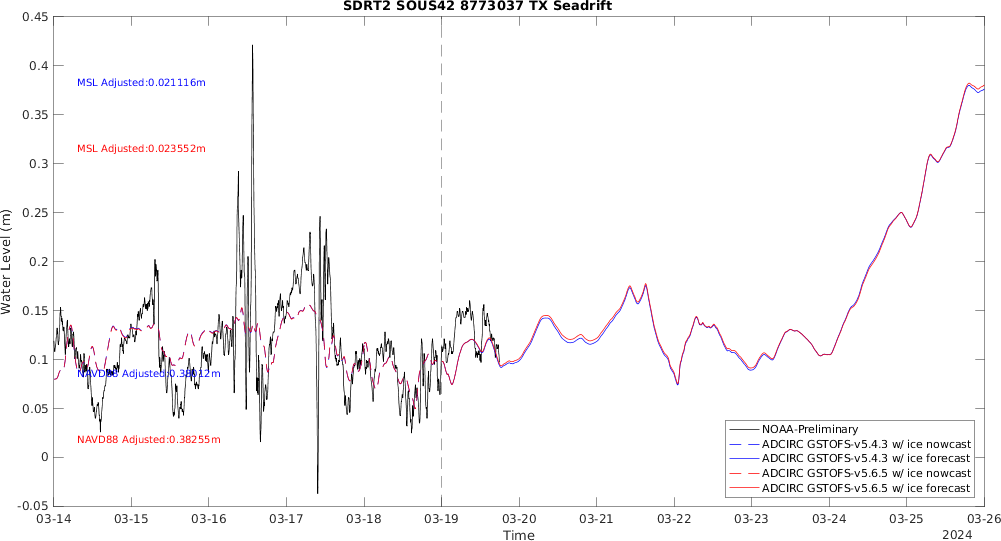 SDRT2 SOUS42 8773037 TX Seadrift
0.45
0.4
0.35
0.3
0.25
0.2
0.15
0.1
0.05
0
-0.05
Water Level (m)
MSL Adjusted:0.021116m
MSL Adjusted:0.023552m
NAVD88 Adjusted:0.38012m
NAVD88 Adjusted:0.38255m
NOAA-Preliminary
ADCIRC GSTOFS-v5.4.3 w/ ice nowcast
ADCIRC GSTOFS-v5.4.3 w/ ice forecast
ADCIRC GSTOFS-v5.6.5 w/ ice nowcast
ADCIRC GSTOFS-v5.6.5 w/ ice forecast
03-14 03-15 03-16 03-17 03-18 03-19 03-20 03-21 03-22 03-23 03-24 03-25 03-26
Time
2024